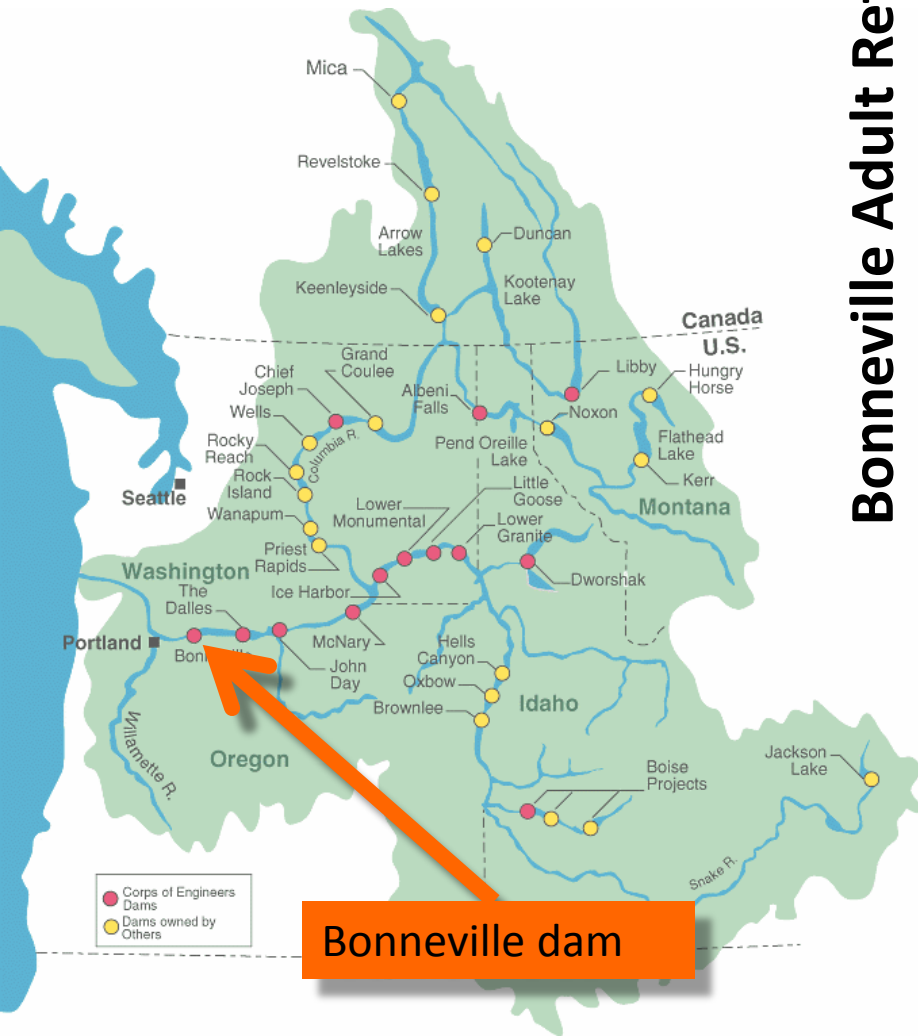 Bonneville Adult
Mica
Revelstoke
Arrow
Lakes
Duncan
Keenleyside
Kootenay
Lake
Canada
U.S.
Grand
Coulee
Chief
Joseph
Albeni
Falls
Libby
Hungry
Horse
Wells
Noxon
Columbia R.
Rocky
Reach
Pend Oreille
Lake
Flathead
Lake
Rock
Island
Kerr
Seattle
Little
Goose
Lower
Monumental
Montana
Wanapum
Lower
Granite
Priest
Rapids
Washington
Ice Harbor
Dworshak
The
Dalles
Portland
McNary
Hells
Canyon
John
Day
Oxbow
Brownlee
Idaho
Willamette R.
Oregon
Jackson
Lake
Boise
Projects
Snake R.
Corps of Engineers
Dams
Dams owned by
Others
Bonneville dam